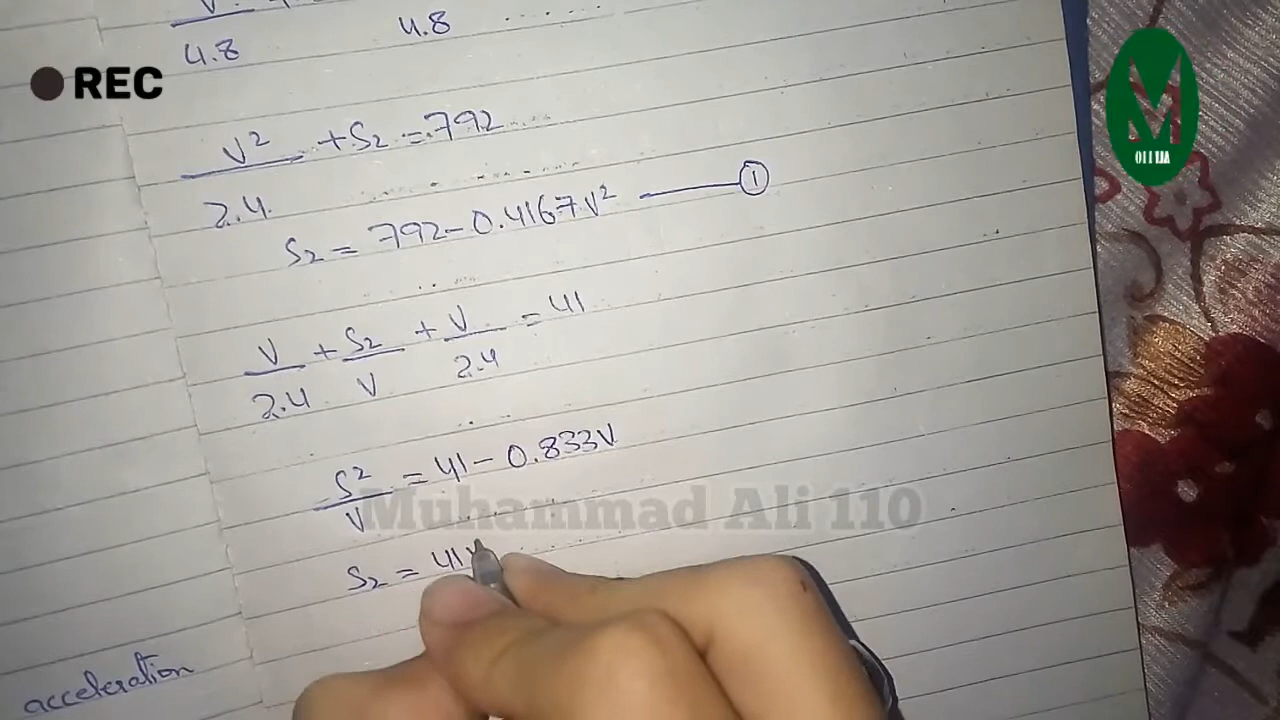 4.8 4.8
REC
V² + S₂ = 792
2.4
S₂ = 792 - 0.4167V² ①
V + S₂ + V = 41
2.4 V 2.4
S² = 41 - 0.833V
V
Muhammad Ali 110
S₂ = 41V
acceleration
M